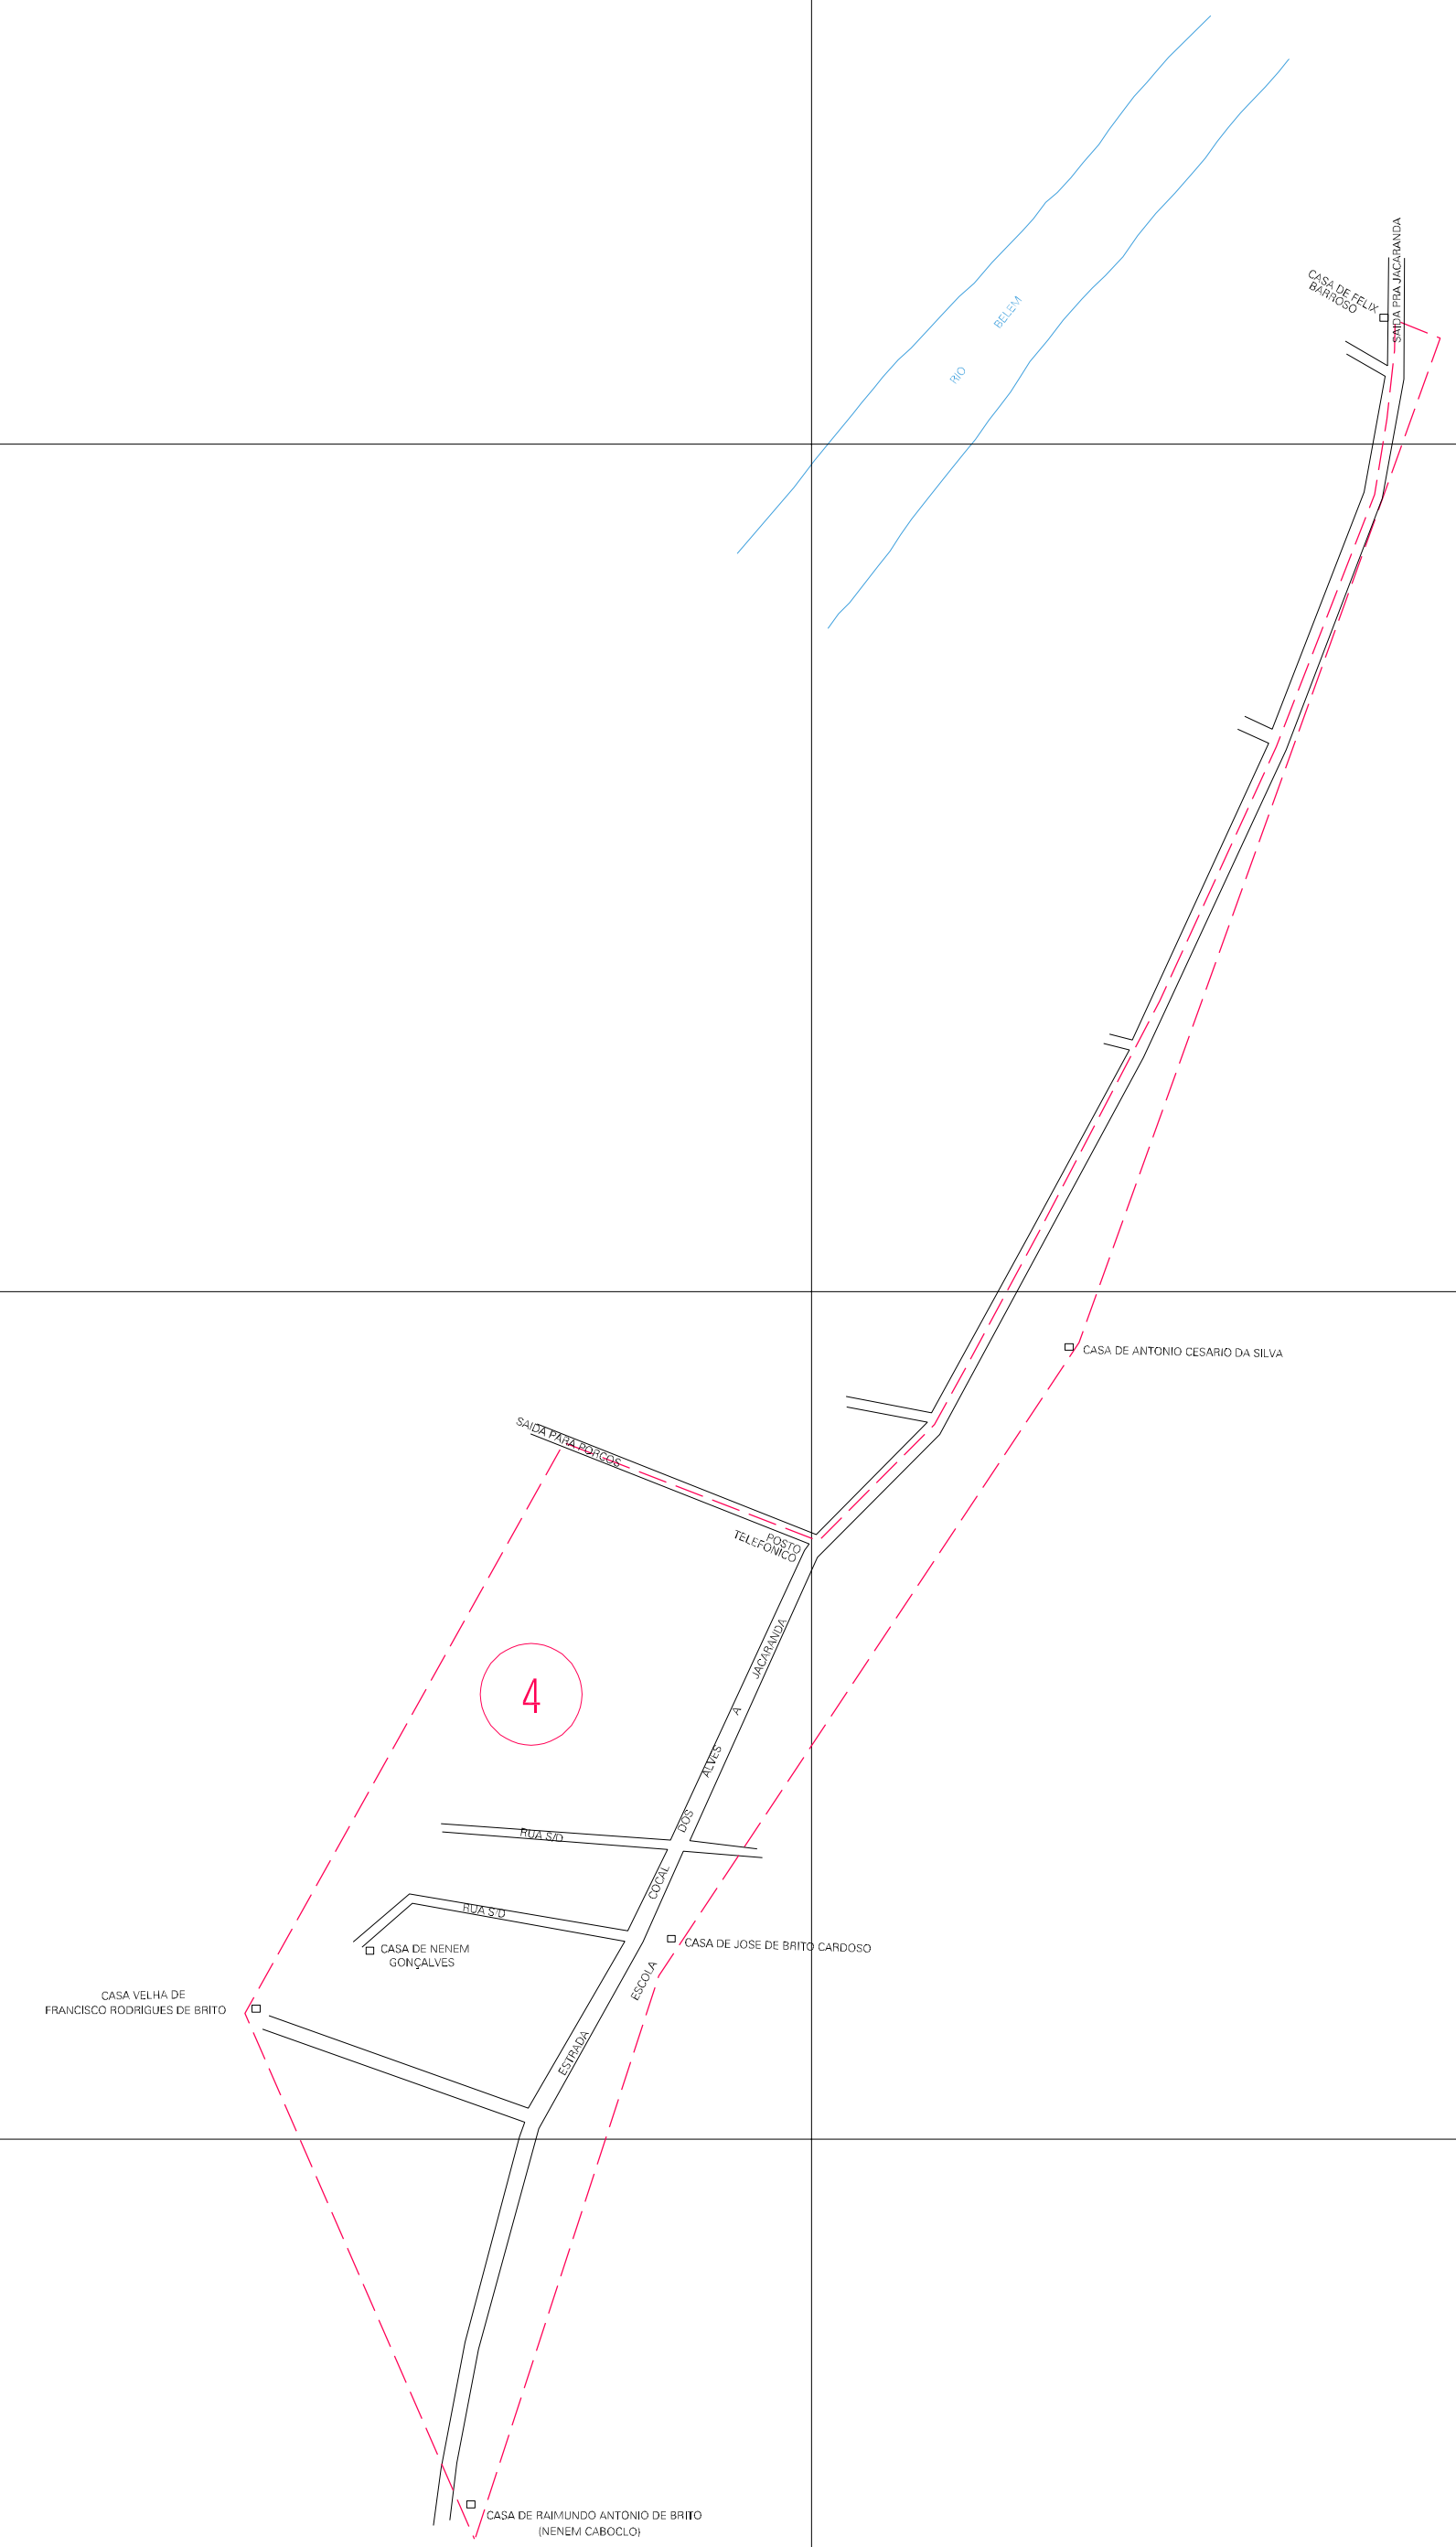 SAIDA PRA JACARANDA
CASA DE FELIX
BARROSO
BELEM
RIO
CASA DE ANTONIO CESARIO DA SILVA
SAIDA PARA PORCOS
POSTO
TELEFONICO
4
ESTRADA COCAL DOS ALVES A JACARANDA
RUA S/D
RUA S/D
CASA DE NENEM
GONÇALVES
CASA DE JOSE DE BRITO CARDOSO
ESCOLA
CASA VELHA DE
FRANCISCO RODRIGUES DE BRITO
CASA DE RAIMUNDO ANTONIO DE BRITO
(NENEM CABOCLO)